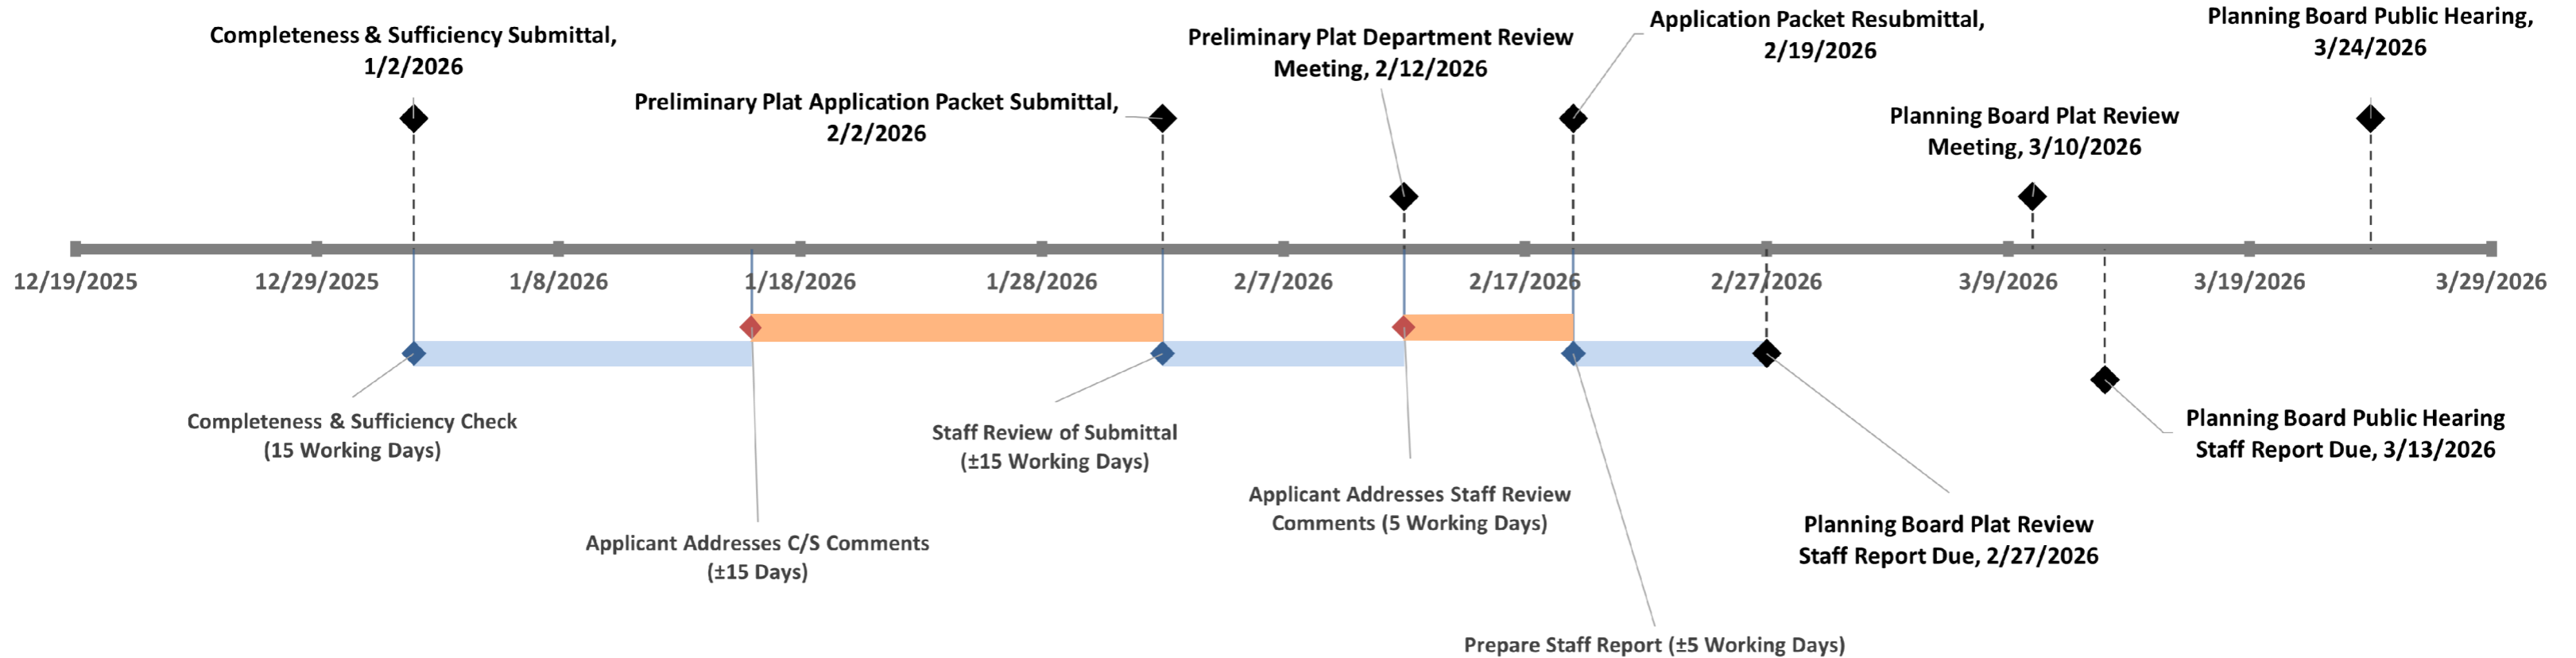 Completeness & Sufficiency Submittal,
1/2/2026
Preliminary Plat Application Packet Submittal,
2/2/2026
Preliminary Plat Department Review
Meeting, 2/12/2026
Application Packet Resubmittal,
2/19/2026
Planning Board Plat Review
Meeting, 3/10/2026
Planning Board Public Hearing,
3/24/2026
12/19/2025
12/29/2025
1/8/2026
1/18/2026
1/28/2026
2/7/2026
2/17/2026
2/27/2026
3/9/2026
3/19/2026
3/29/2026
Completeness & Sufficiency Check
(15 Working Days)
Applicant Addresses C/S Comments
(±15 Days)
Staff Review of Submittal
(±15 Working Days)
Applicant Addresses Staff Review
Comments (5 Working Days)
Prepare Staff Report (±5 Working Days)
Planning Board Plat Review
Staff Report Due, 2/27/2026
Planning Board Public Hearing
Staff Report Due, 3/13/2026